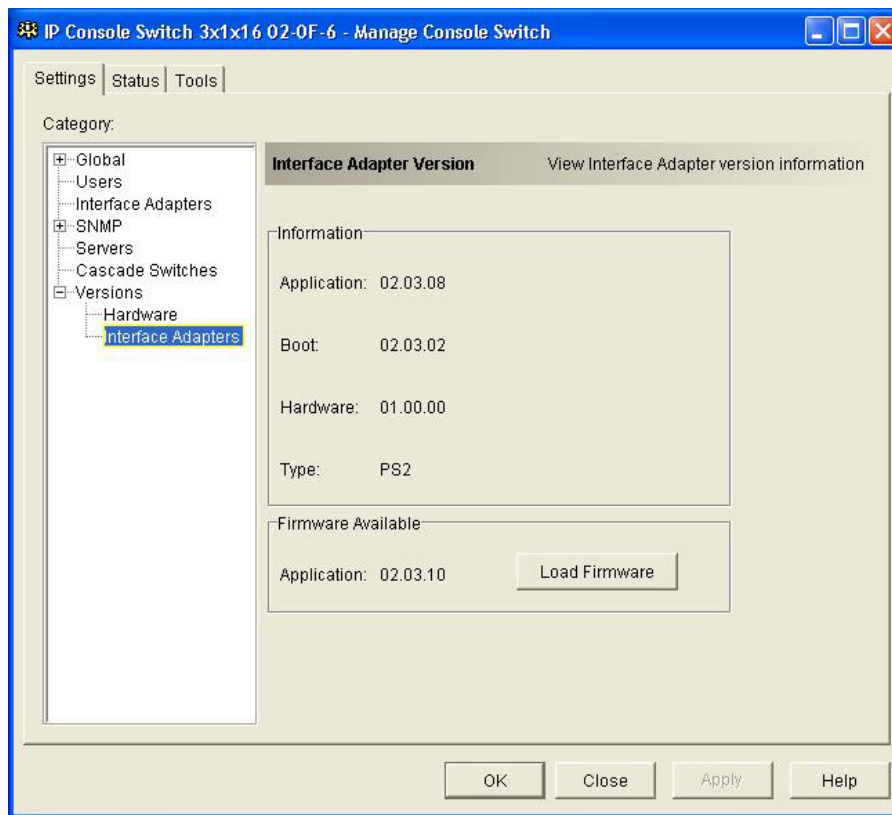 IP Console Switch 3x1x16 02-0F-6 - Manage Console Switch
Settings Status Tools
Category:
Global
Users
Interface Adapters
SNMP
Servers
Cascade Switches
Versions
Hardware
Interface Adapters
Interface Adapter Version View Interface Adapter version information
Information
Application: 02.03.08
Boot: 02.03.02
Hardware: 01.00.00
Type: PS2
Firmware Available
Application: 02.03.10 Load Firmware
OK Close Apply Help